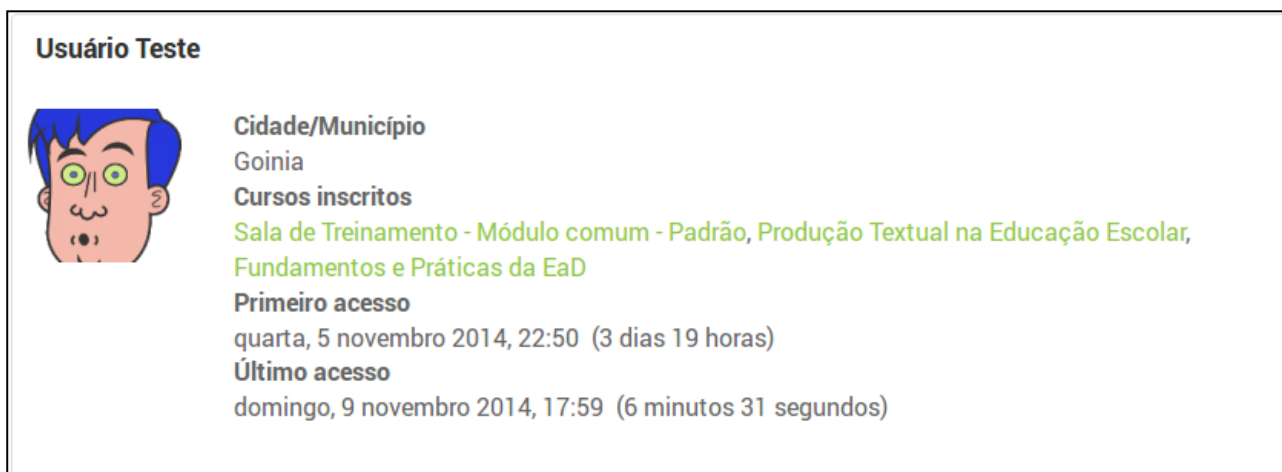 Usuário Teste
Cidade/Município
Goinia
Cursos inscritos
Sala de Treinamento - Módulo comum - Padrão, Produção Textual na Educação Escolar,
Fundamentos e Práticas da EaD
Primeiro acesso
quarta, 5 novembro 2014, 22:50 (3 dias 19 horas)
Último acesso
domingo, 9 novembro 2014, 17:59 (6 minutos 31 segundos)